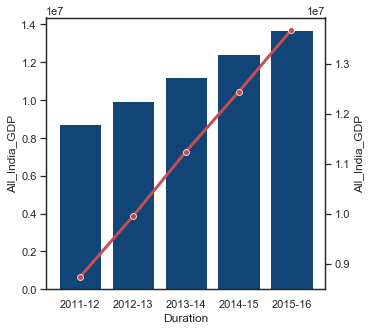 1e7
1e7
1.4
1.2
1.0
0.8
0.6
0.4
0.2
0.0
All_India_GDP
1.3
1.2
1.1
1.0
0.9
All_India_GDP
2011-12 2012-13 2013-14 2014-15 2015-16
Duration